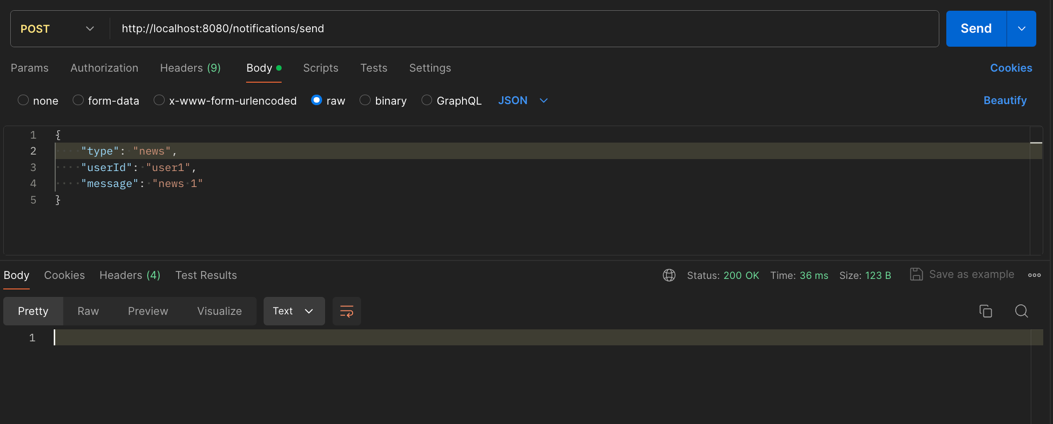 POST http://localhost:8080/notifications/send Send
Params Authorization Headers (9) Body Scripts Tests Settings Cookies
none form-data x-www-form-urlencoded raw binary GraphQL JSON Beautify
1 {
2 "type": "news",
3 "userId": "user1",
4 "message": "news 1"
5 }
Body Cookies Headers (4) Test Results Status: 200 OK Time: 36 ms Size: 123 B Save as example
Pretty Raw Preview Visualize Text
1